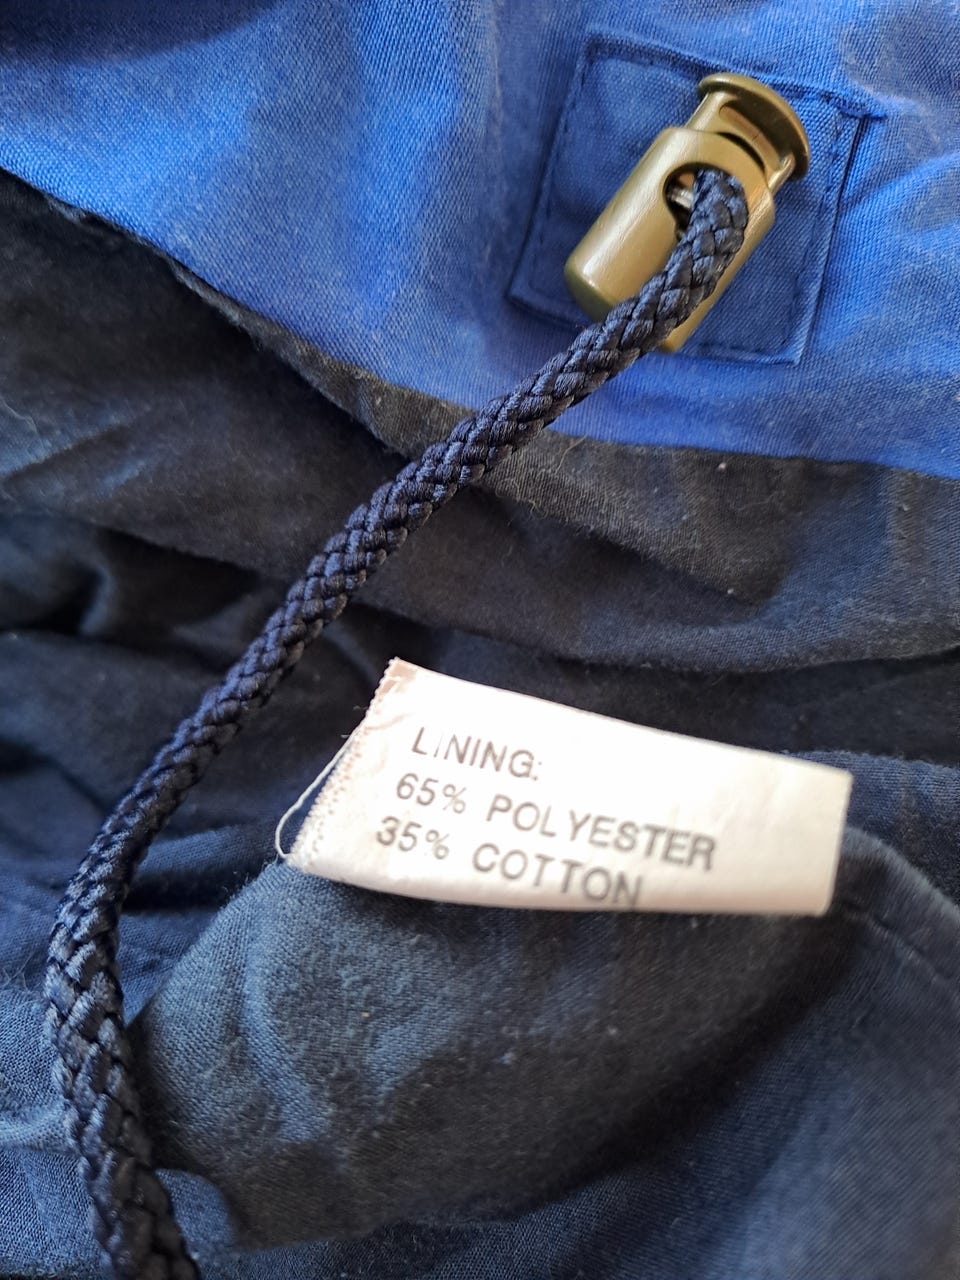 LINING:
65% POLYESTER
35% COTTON